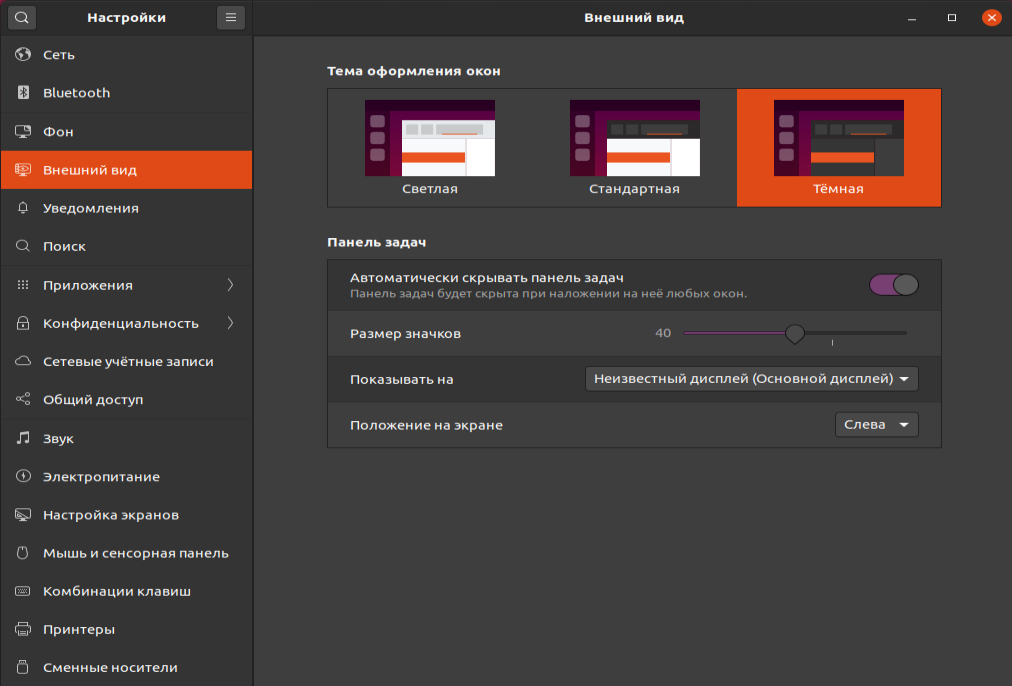 Настройки
Внешний вид
Сеть
Bluetooth
Фон
Внешний вид
Уведомления
Поиск
Приложения
Конфиденциальность
Сетевые учётные записи
Общий доступ
Звук
Электропитание
Настройка экранов
Мышь и сенсорная панель
Комбинации клавиш
Принтеры
Сменные носители
Тема оформления окон
Светлая
Стандартная
Тёмная
Панель задач
Автоматически скрывать панель задач
Панель задач будет скрыта при наложении на неё любых окон.
Размер значков 40
Показывать на Неизвестный дисплей (Основной дисплей)
Положение на экране Слева